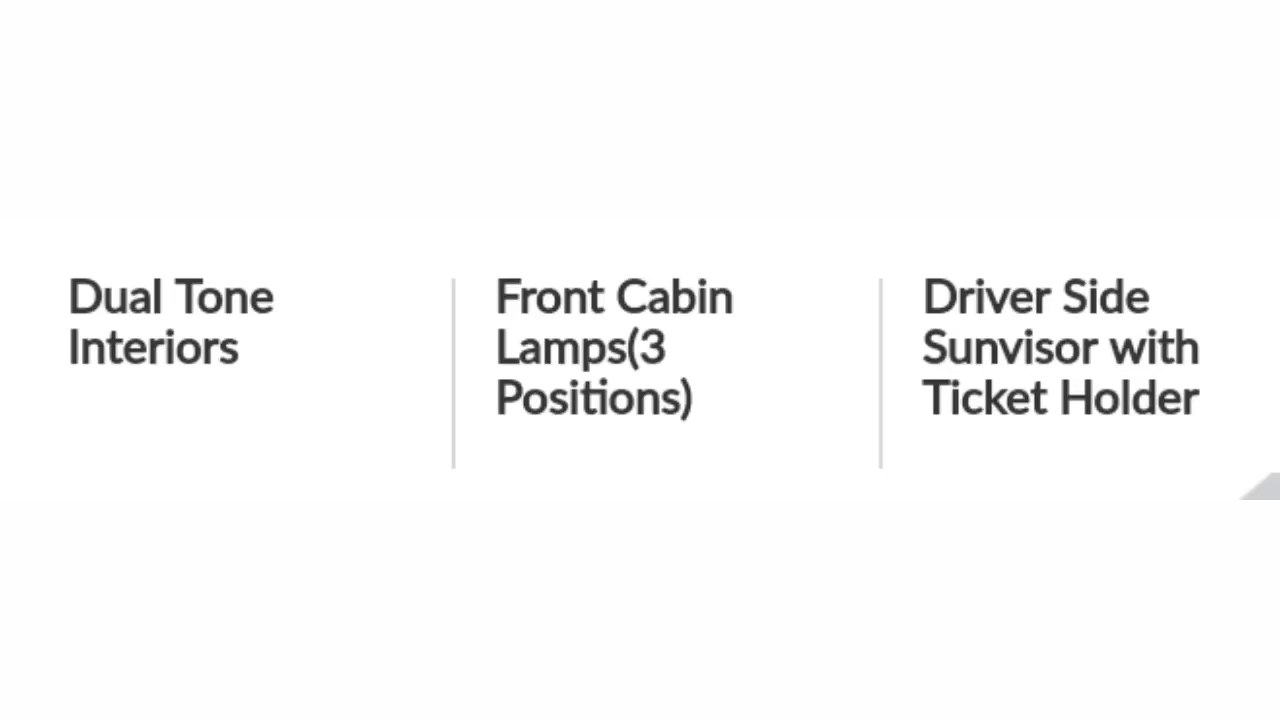 Dual Tone
Interiors
Front Cabin
Lamps(3
Positions)
Driver Side
Sunvisor with
Ticket Holder